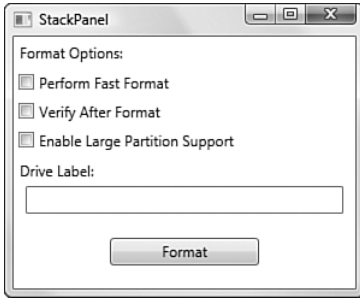 StackPanel
Format Options:
Perform Fast Format
Verify After Format
Enable Large Partition Support
Drive Label:
Format